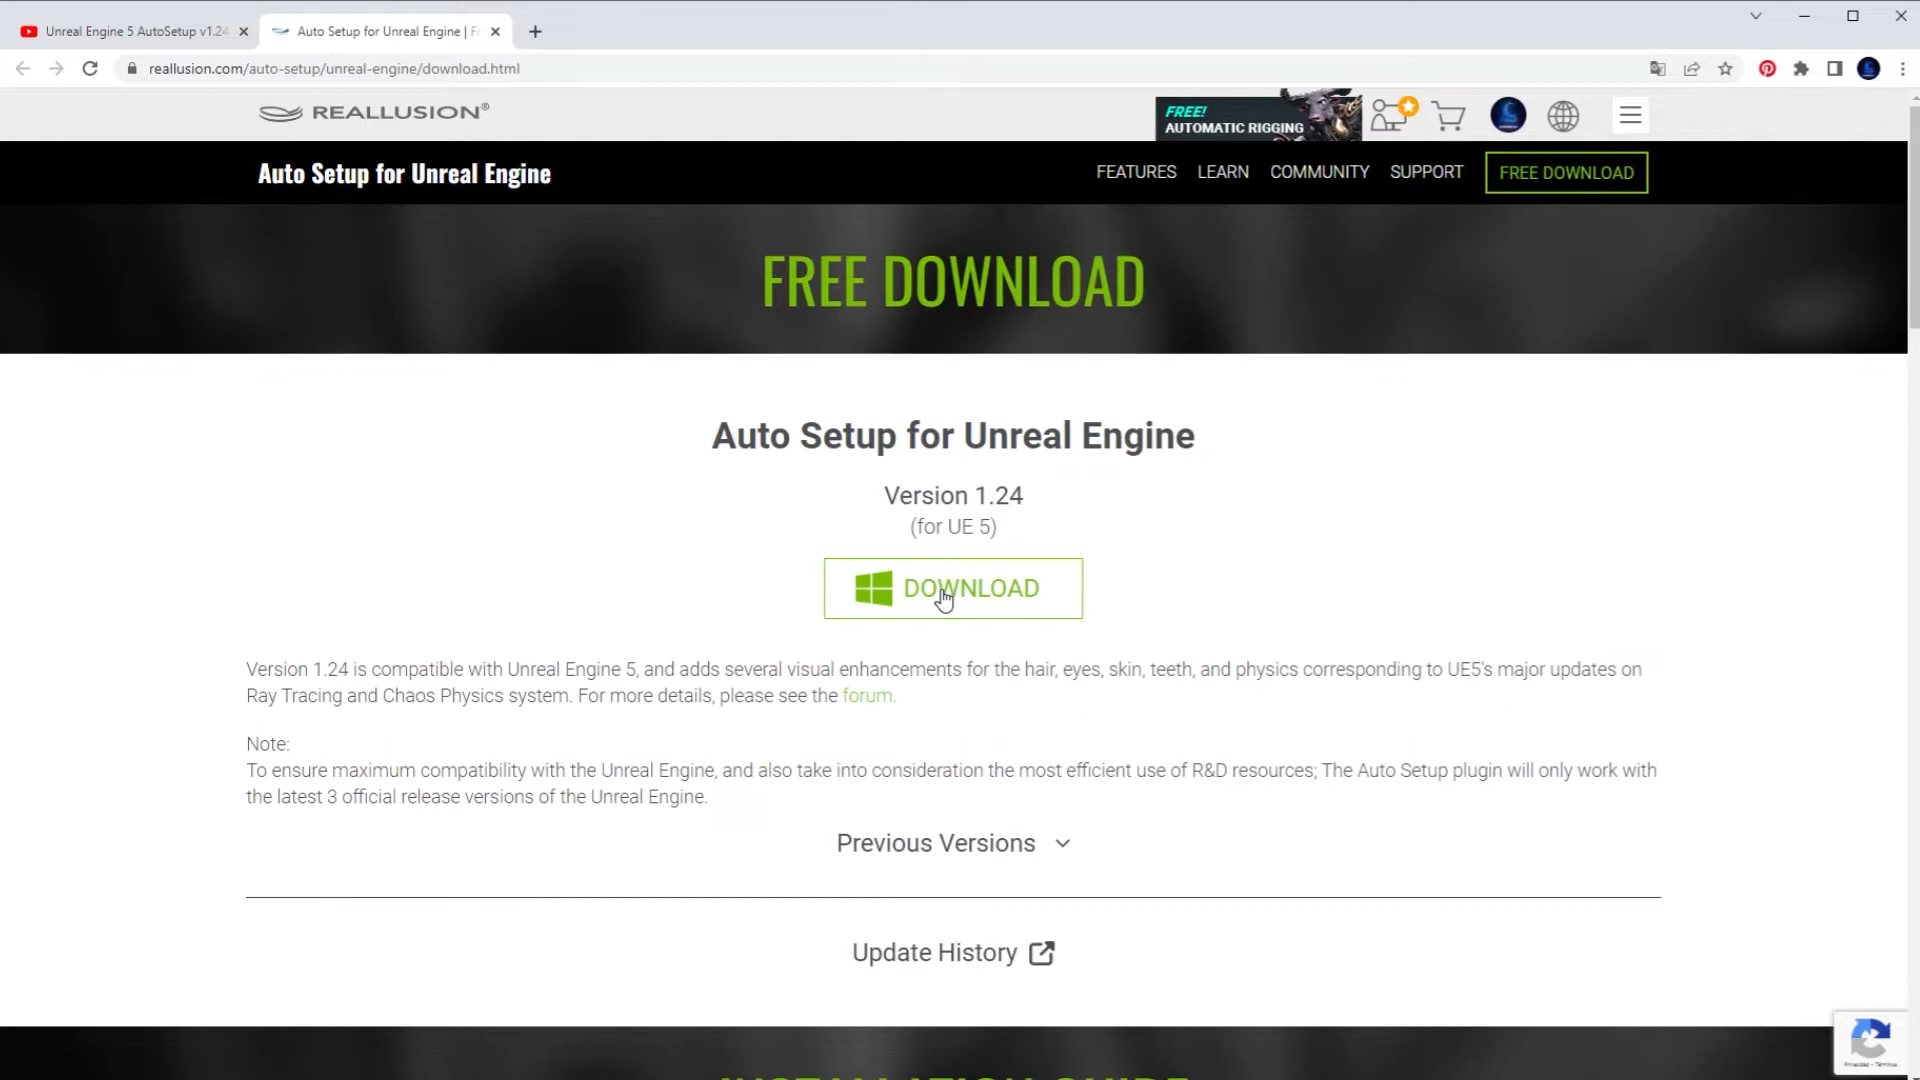 Unreal Engine 5 AutoSetup v1.24
Auto Setup for Unreal Engine | Fr
reallusion.com/auto-setup/unreal-engine/download.html
REALLUSION®
FREE!
AUTOMATIC RIGGING
Auto Setup for Unreal Engine
FEATURES
LEARN
COMMUNITY
SUPPORT
FREE DOWNLOAD
FREE DOWNLOAD
Auto Setup for Unreal Engine
Version 1.24
(for UE 5)
DOWNLOAD
Version 1.24 is compatible with Unreal Engine 5, and adds several visual enhancements for the hair, eyes, skin, teeth, and physics corresponding to UE5's major updates on
Ray Tracing and Chaos Physics system. For more details, please see the forum.
Note:
To ensure maximum compatibility with the Unreal Engine, and also take into consideration the most efficient use of R&D resources; The Auto Setup plugin will only work with
the latest 3 official release versions of the Unreal Engine.
Previous Versions
Update History